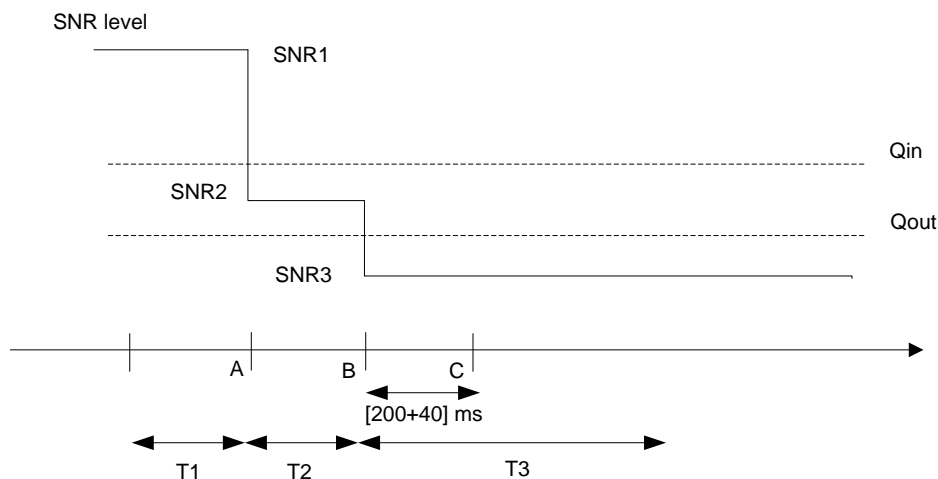 SNR level
SNR1
Qin
SNR2
Qout
SNR3
A B C
[200+40] ms
T1 T2 T3